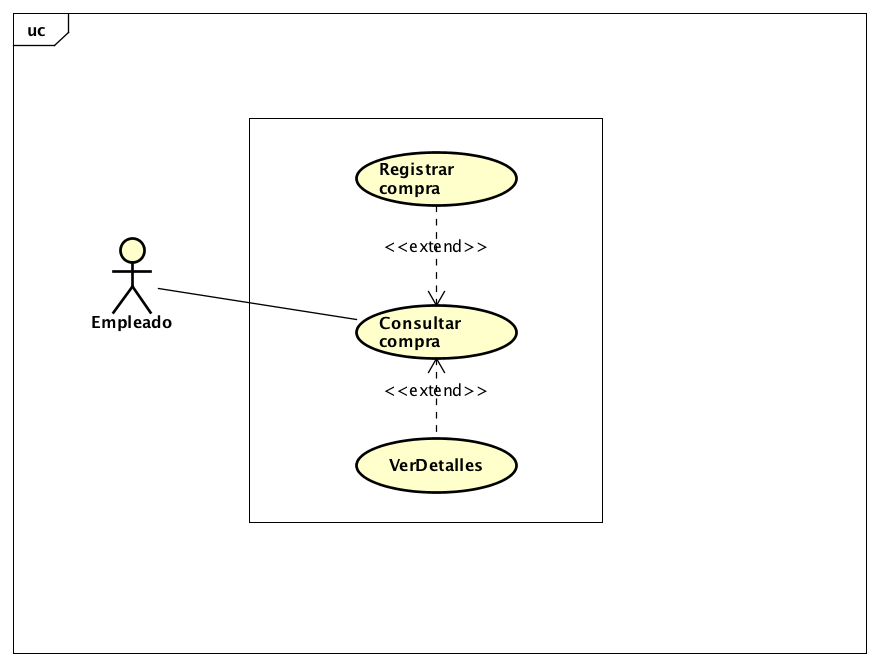 uc
Registrar
compra
<<extend>>
Empleado
Consultar
compra
<<extend>>
VerDetalles